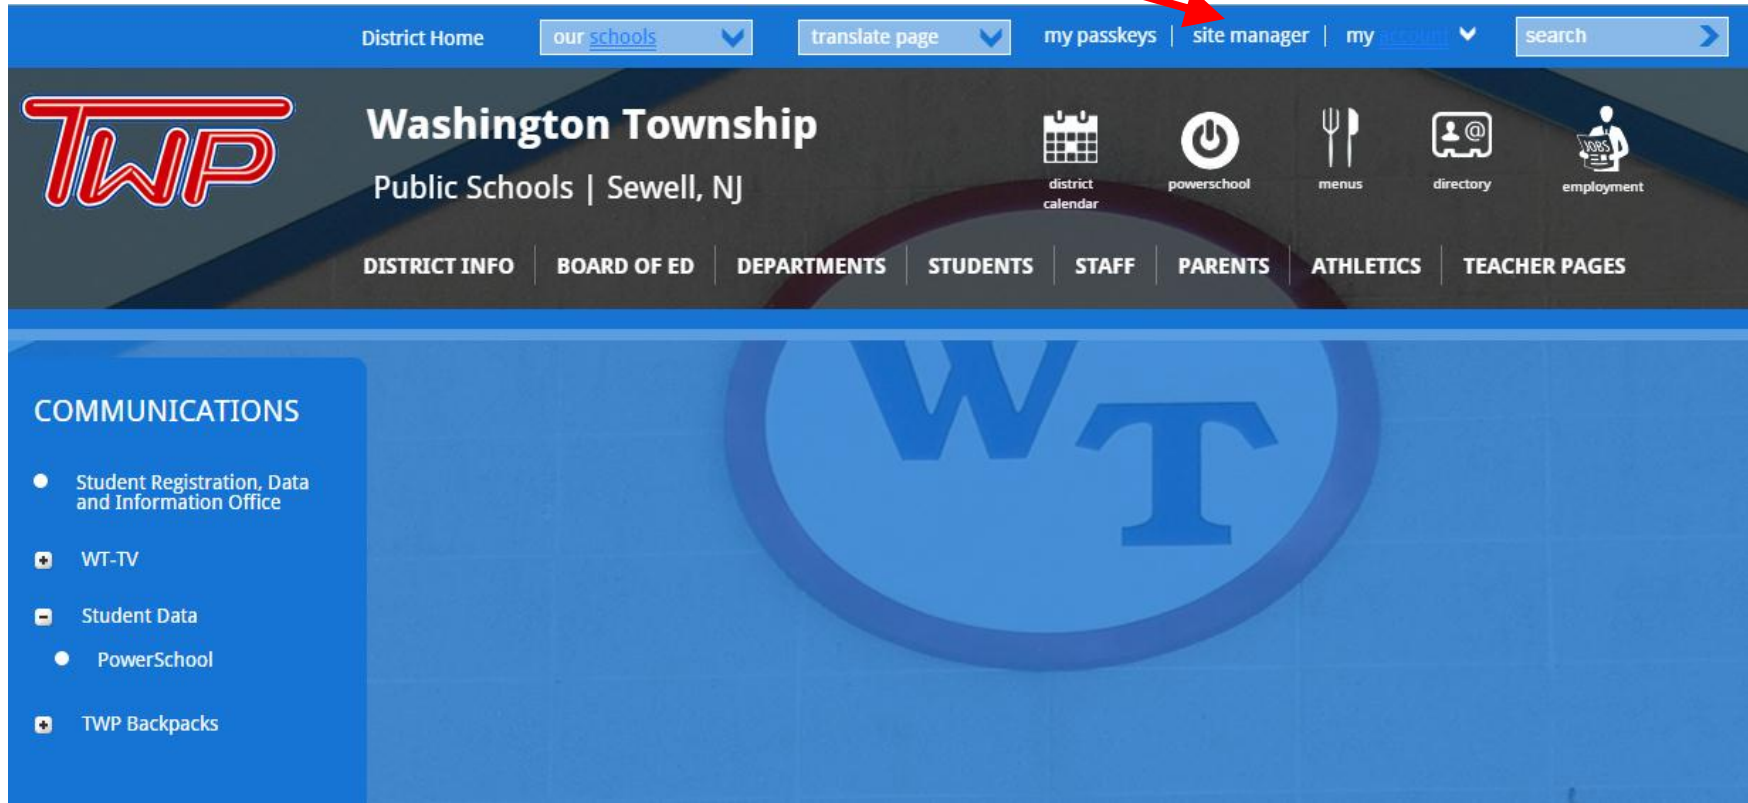 District Home our schools translate page my passkeys | site manager | my account search
TWP
Washington Township
Public Schools | Sewell, NJ
district
calendar
powerschool
menus
directory
JOBS
employment
DISTRICT INFO BOARD OF ED DEPARTMENTS STUDENTS STAFF PARENTS ATHLETICS TEACHER PAGES
WT
COMMUNICATIONS
Student Registration, Data
and Information Office
WT-TV
Student Data
PowerSchool
TWP Backpacks